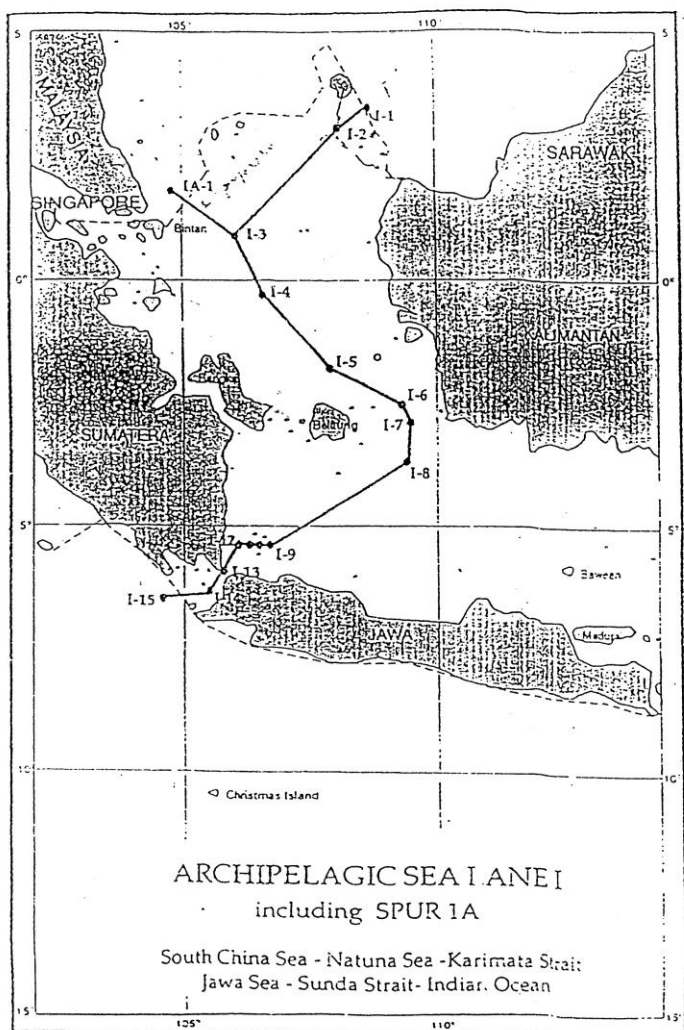 105°
110°
5
5°
MALAYSIA
I-1
I-2
SARAWAK
IA-1
SINGAPORE
Bintan
I-3
0°
0°
I-4
KALIMANTAN
I-5
I-6
I-7
Belitung
SUMATERA
I-8
5°
5°
I-9
I-13
I-15
Bawean
JAWA
Madura
10°
10°
Christmas Island
ARCHIPELAGIC SEA LANE I
including SPUR 1A
South China Sea - Natuna Sea -Karimata Strait
Jawa Sea - Sunda Strait- Indian Ocean
15°
15°
105°
110°